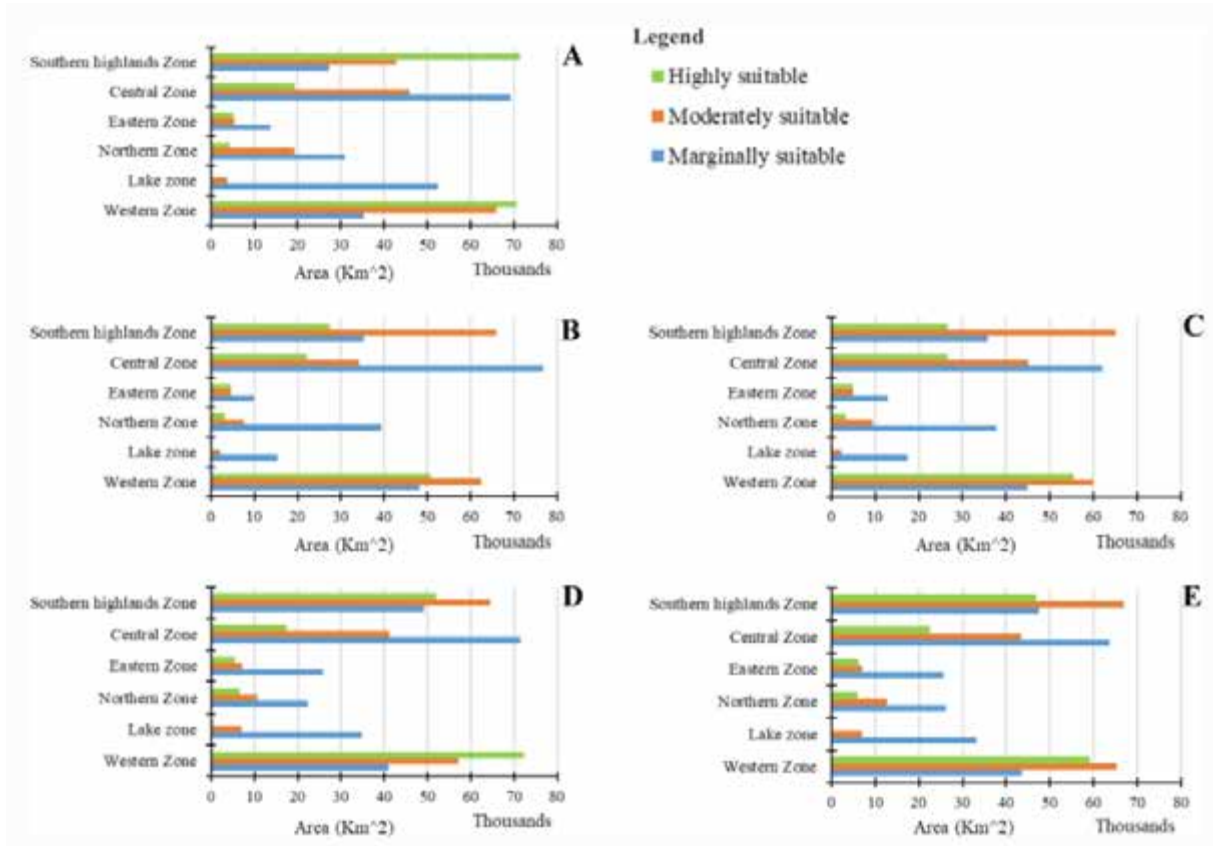 Legend
Highly suitable
Moderately suitable
Marginally suitable
A
Southern highlands Zone
Central Zone
Eastern Zone
Northern Zone
Lake zone
Western Zone
0 10 20 30 40 50 60 70 80
Area (Km^2) Thousands
B
Southern highlands Zone
Central Zone
Eastern Zone
Northern Zone
Lake zone
Western Zone
0 10 20 30 40 50 60 70 80
Area (Km^2) Thousands
C
Southern highlands Zone
Central Zone
Eastern Zone
Northern Zone
Lake zone
Western Zone
0 10 20 30 40 50 60 70 80
Area (Km^2) Thousands
D
Southern highlands Zone
Central Zone
Eastern Zone
Northern Zone
Lake zone
Western Zone
0 10 20 30 40 50 60 70 80
Area (Km^2) Thousands
E
Southern highlands Zone
Central Zone
Eastern Zone
Northern Zone
Lake zone
Western Zone
0 10 20 30 40 50 60 70 80
Area (Km^2) Thousands